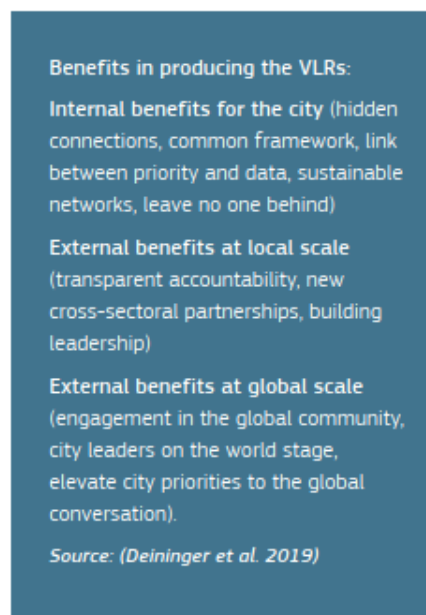 Benefits in producing the VLRs:
Internal benefits for the city (hidden
connections, common framework, link
between priority and data, sustainable
networks, leave no one behind)
External benefits at local scale
(transparent accountability, new
cross-sectoral partnerships, building
leadership)
External benefits at global scale
(engagement in the global community,
city leaders on the world stage,
elevate city priorities to the global
conversation).
Source: (Deininger et al. 2019)